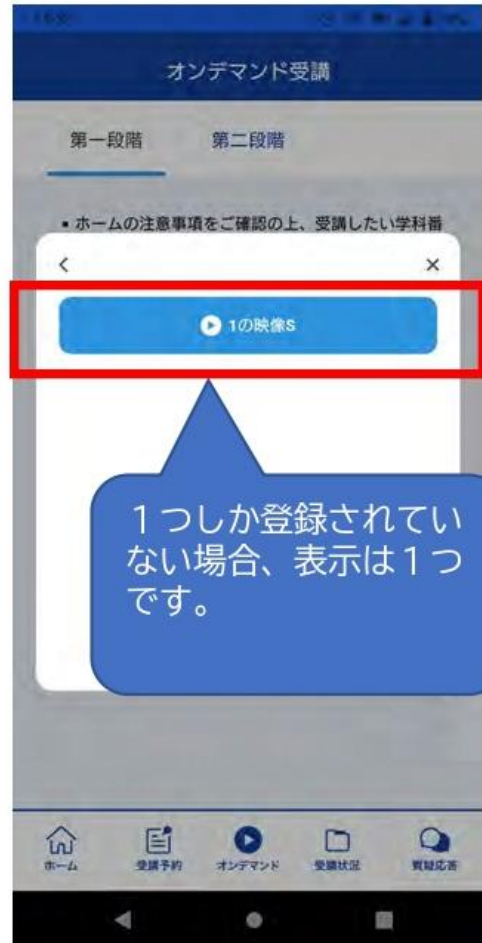 オンデマンド受講
第一段階 第二段階
• ホームの注意事項をご確認の上、受講したい学科番
<
×
1の映像S
１つしか登録されてい
ない場合、表示は１つ
です。
ホーム 受講予約 オンデマンド 受講状況 質疑応答